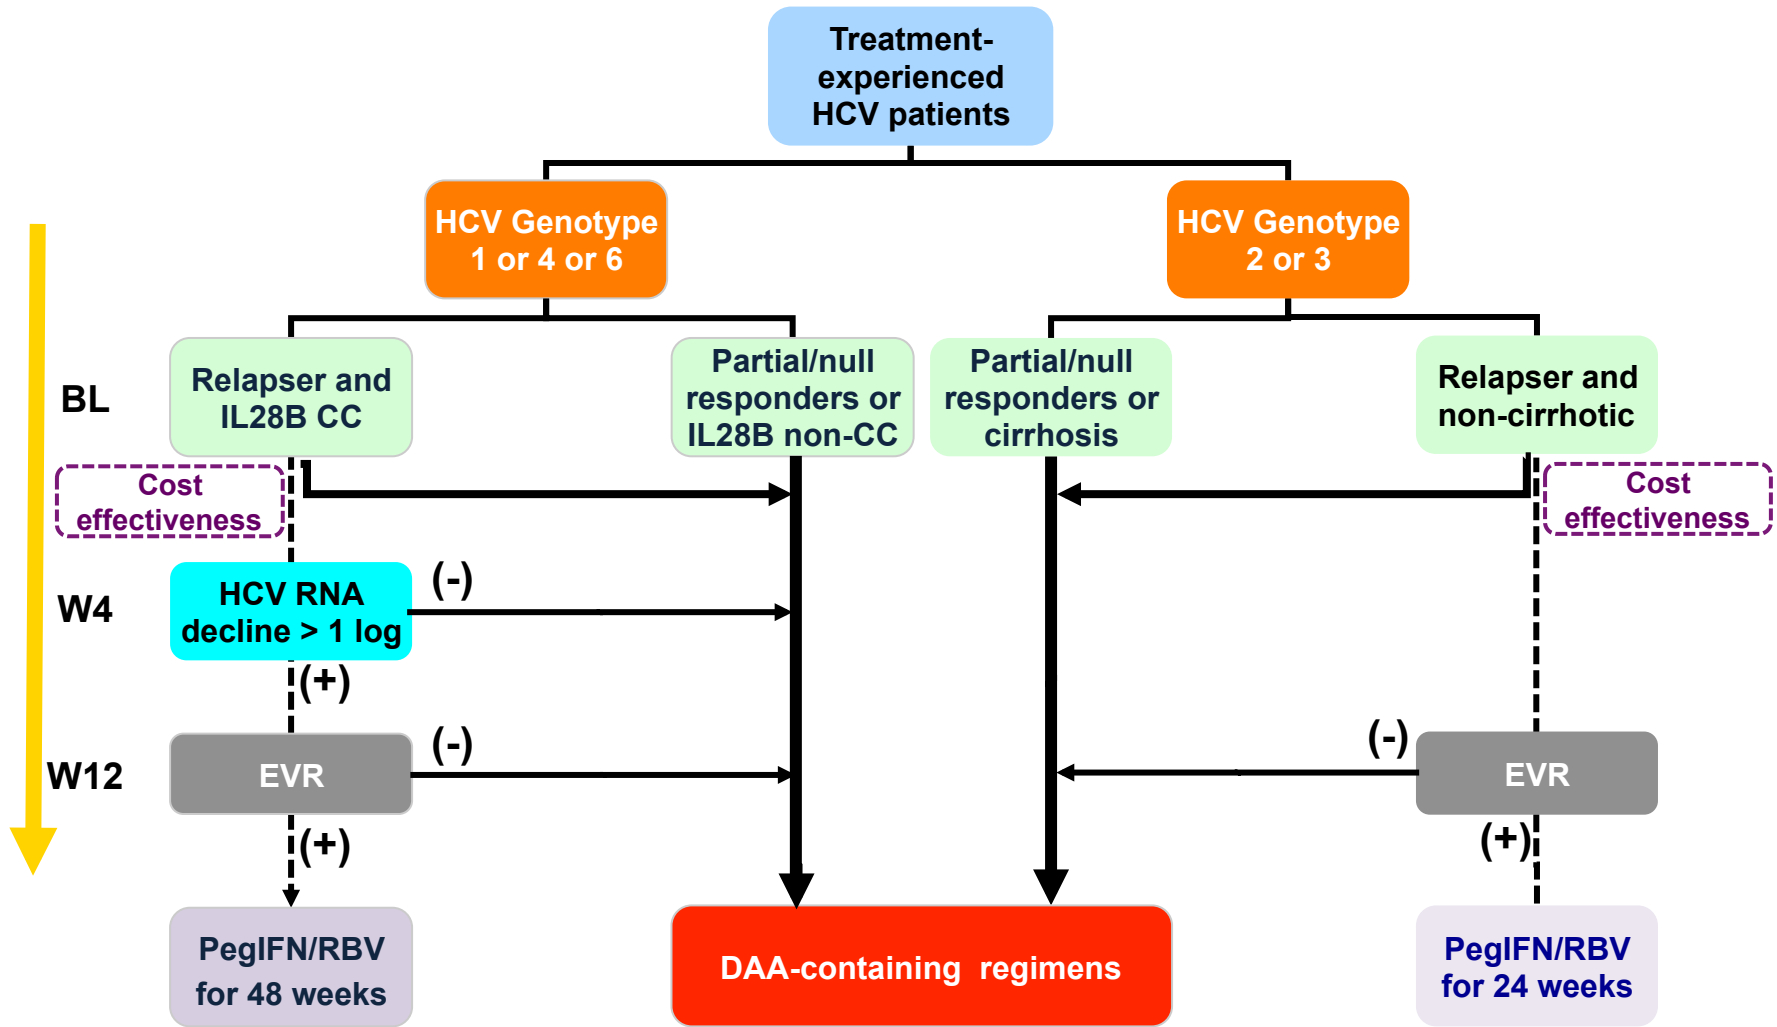 Treatment-
experienced
HCV patients
HCV Genotype
1 or 4 or 6
HCV Genotype
2 or 3
BL
Relapser and
IL28B CC
Partial/null
responders or
IL28B non-CC
Partial/null
responders or
cirrhosis
Relapser and
non-cirrhotic
Cost
effectiveness
Cost
effectiveness
W4
HCV RNA
decline > 1 log
(-)
(+)
W12
EVR
(-)
(-)
EVR
(+)
(+)
PegIFN/RBV
for 48 weeks
DAA-containing regimens
PegIFN/RBV
for 24 weeks